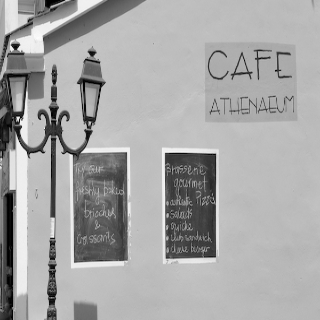 CAFE
ATHENAEUM
Try our
freshly baked
brioches
&
croissants
Brasserie
gourmet
• authentic Pizza
• Salads
• quiche
• club sandwich
• cheese burger